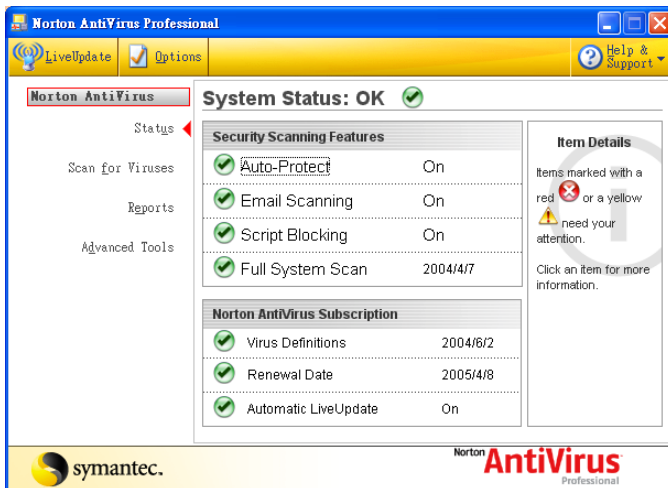 Norton AntiVirus Professional
LiveUpdate
Options
Help &
Support
Norton AntiVirus
Status
Scan for Viruses
Reports
Advanced Tools
System Status: OK
Security Scanning Features
Auto-Protect On
Email Scanning On
Script Blocking On
Full System Scan 2004/4/7
Norton AntiVirus Subscription
Virus Definitions 2004/6/2
Renewal Date 2005/4/8
Automatic LiveUpdate On
Item Details
Items marked with a
red or a yellow
need your
attention.
Click an item for more
information.
symantec.
Norton AntiVirus
Professional